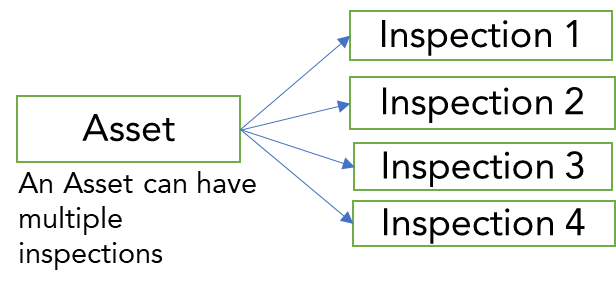 Asset
An Asset can have
multiple
inspections
Inspection 1
Inspection 2
Inspection 3
Inspection 4